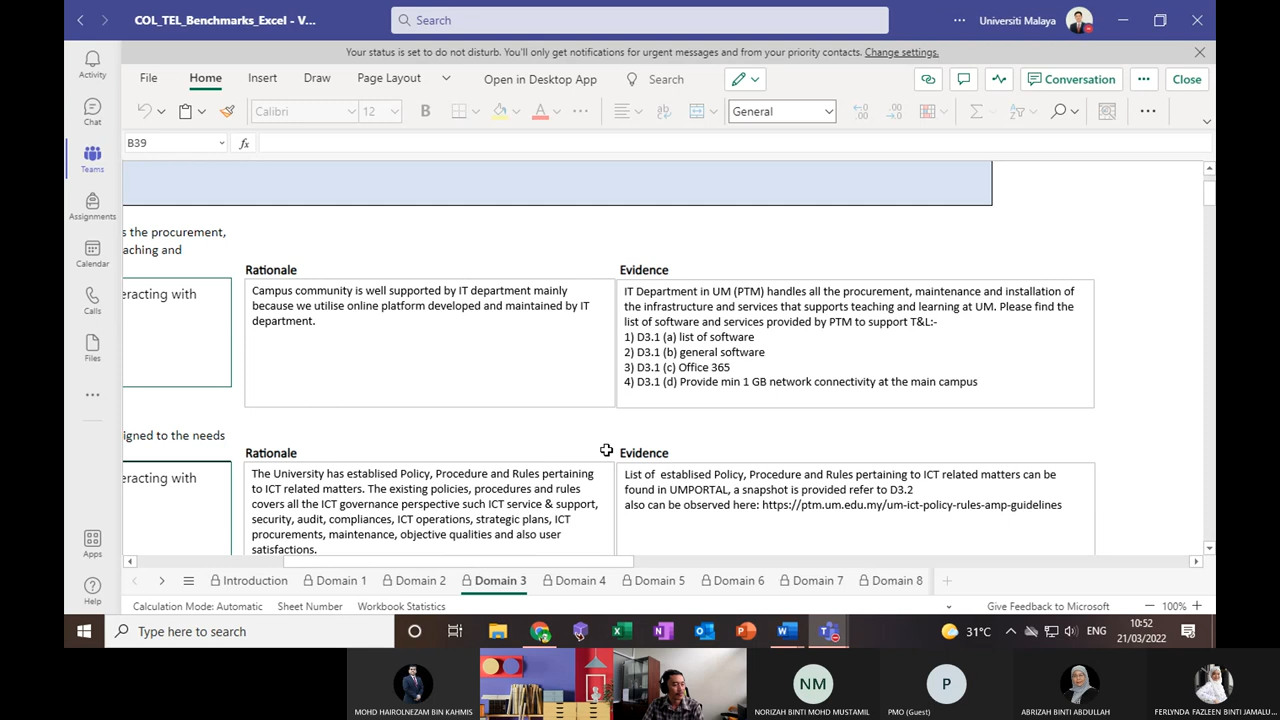 COL_TEL_Benchmarks_Excel - V...
Search
Universiti Malaya
Your status is set to do not disturb. You'll only get notifications for urgent messages and from your priority contacts. Change settings.
Activity
Chat
Teams
Assignments
Calendar
Calls
Files
Apps
Help
File
Home
Insert
Draw
Page Layout
Open in Desktop App
Search
Conversation
Close
Calibri
12
B
A
ab
General
B39
fx
s the procurement,
aching and
eracting with
Rationale
Campus community is well supported by IT department mainly
because we utilise online platform developed and maintained by IT
department.
Evidence
IT Department in UM (PTM) handles all the procurement, maintenance and installation of
the infrastructure and services that supports teaching and learning at UM. Please find the
list of software and services provided by PTM to support T&L:-
1) D3.1 (a) list of software
2) D3.1 (b) general software
3) D3.1 (c) Office 365
4) D3.1 (d) Provide min 1 GB network connectivity at the main campus
igned to the needs
eracting with
Rationale
The University has establised Policy, Procedure and Rules pertaining
to ICT related matters. The existing policies, procedures and rules
covers all the ICT governance perspective such ICT service & support,
security, audit, compliances, ICT operations, strategic plans, ICT
procurements, maintenance, objective qualities and also user
satisfactions.
Evidence
List of establised Policy, Procedure and Rules pertaining to ICT related matters can be
found in UMPORTAL, a snapshot is provided refer to D3.2
also can be observed here: https://ptm.um.edu.my/um-ict-policy-rules-amp-guidelines
Introduction
Domain 1
Domain 2
Domain 3
Domain 4
Domain 5
Domain 6
Domain 7
Domain 8
Calculation Mode: Automatic
Sheet Number
Workbook Statistics
Give Feedback to Microsoft
100%
Type here to search
31°C
ENG
10:52
21/03/2022
MOHD HAIROLNEZAM BIN KAHMIS
NM
NORIZAH BINTI MOHD MUSTAMIL
P
PMO (Guest)
ABRIZAH BINTI ABDULLAH
FERLYNDA FAZLEEN BINTI JAMALU...